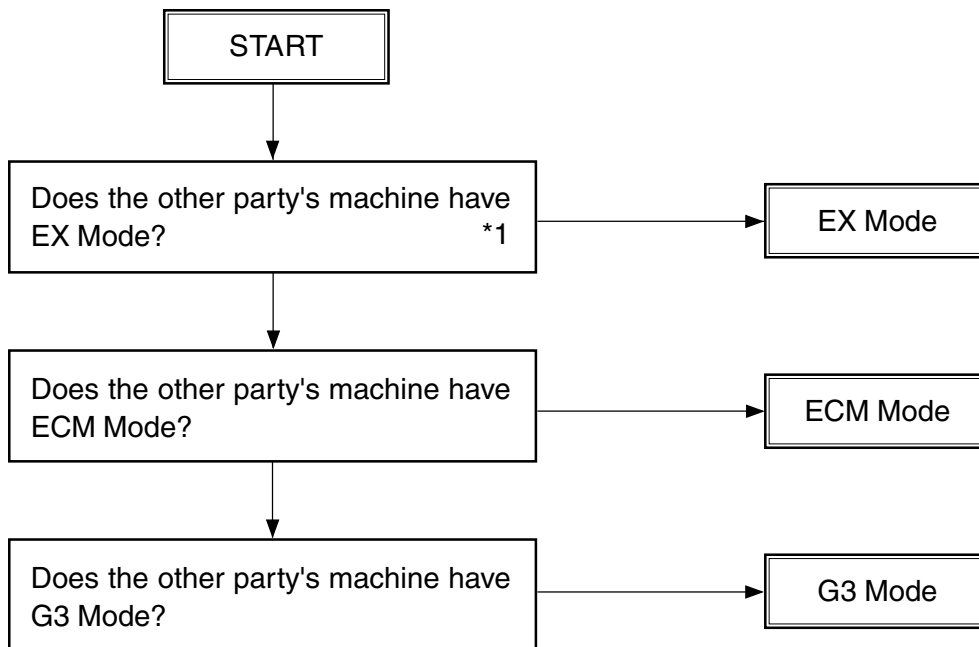 START
Does the other party's machine have
EX Mode? *1
EX Mode
Does the other party's machine have
ECM Mode?
ECM Mode
Does the other party's machine have
G3 Mode?
G3 Mode